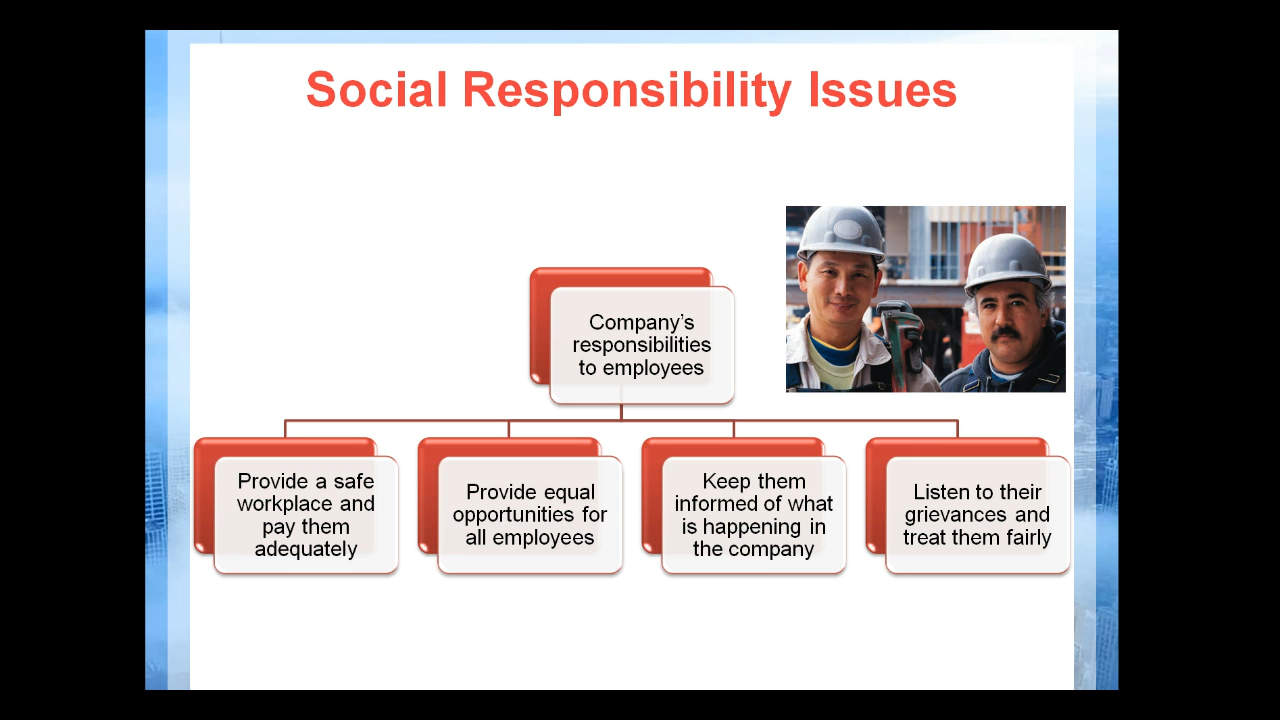 Social Responsibility Issues
Company’s
responsibilities
to employees
Provide a safe
workplace and
pay them
adequately
Provide equal
opportunities for
all employees
Keep them
informed of what
is happening in
the company
Listen to their
grievances and
treat them fairly